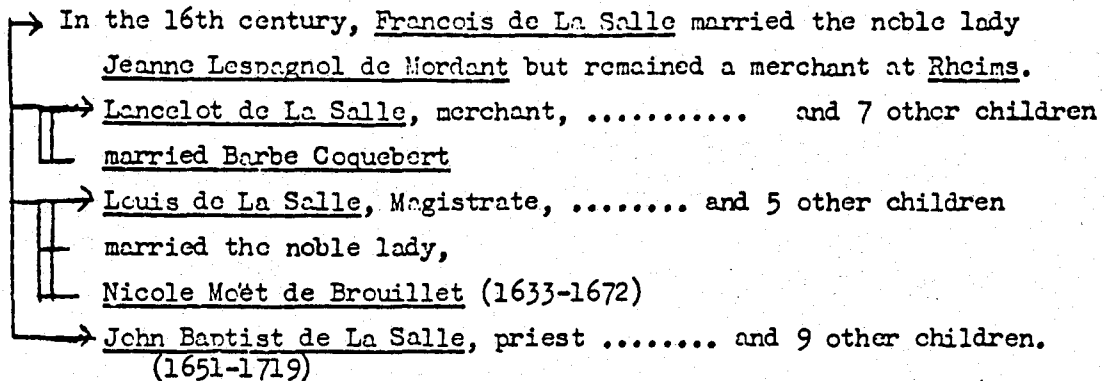 In the 16th century, Francois de La Salle married the noble lady
Jeanne Lespagnol de Mordant but remained a merchant at Rheims.
Lancelot de La Salle, merchant, ........... and 7 other children
married Barbe Coquebert
Louis de La Salle, Magistrate, ........ and 5 other children
married the noble lady,
Nicole Moët de Brouillet (1633-1672)
John Baptist de La Salle, priest ........ and 9 other children.
(1651-1719)